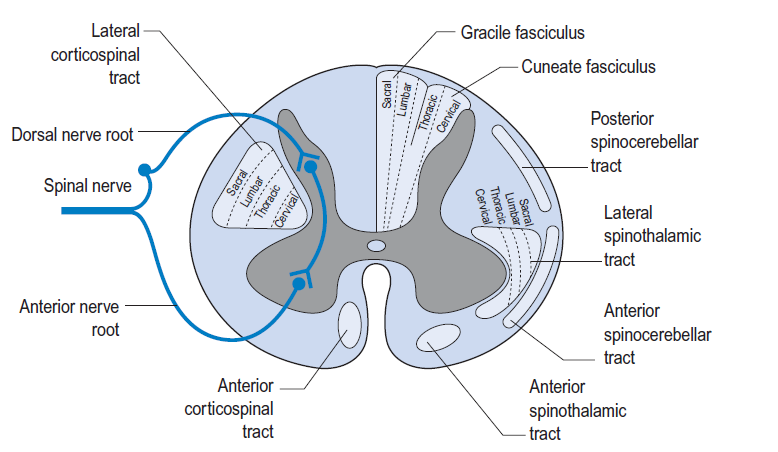 Lateral
corticospinal
tract
Gracile fasciculus
Cuneate fasciculus
Dorsal nerve root
Spinal nerve
Sacral
Lumbar
Thoracic
Cervical
Sacral
Lumbar
Thoracic
Cervical
Posterior
spinocerebellar
tract
Sacral
Lumbar
Thoracic
Cervical
Lateral
spinothalamic
tract
Anterior nerve
root
Anterior
spinocerebellar
tract
Anterior
corticospinal
tract
Anterior
spinothalamic
tract